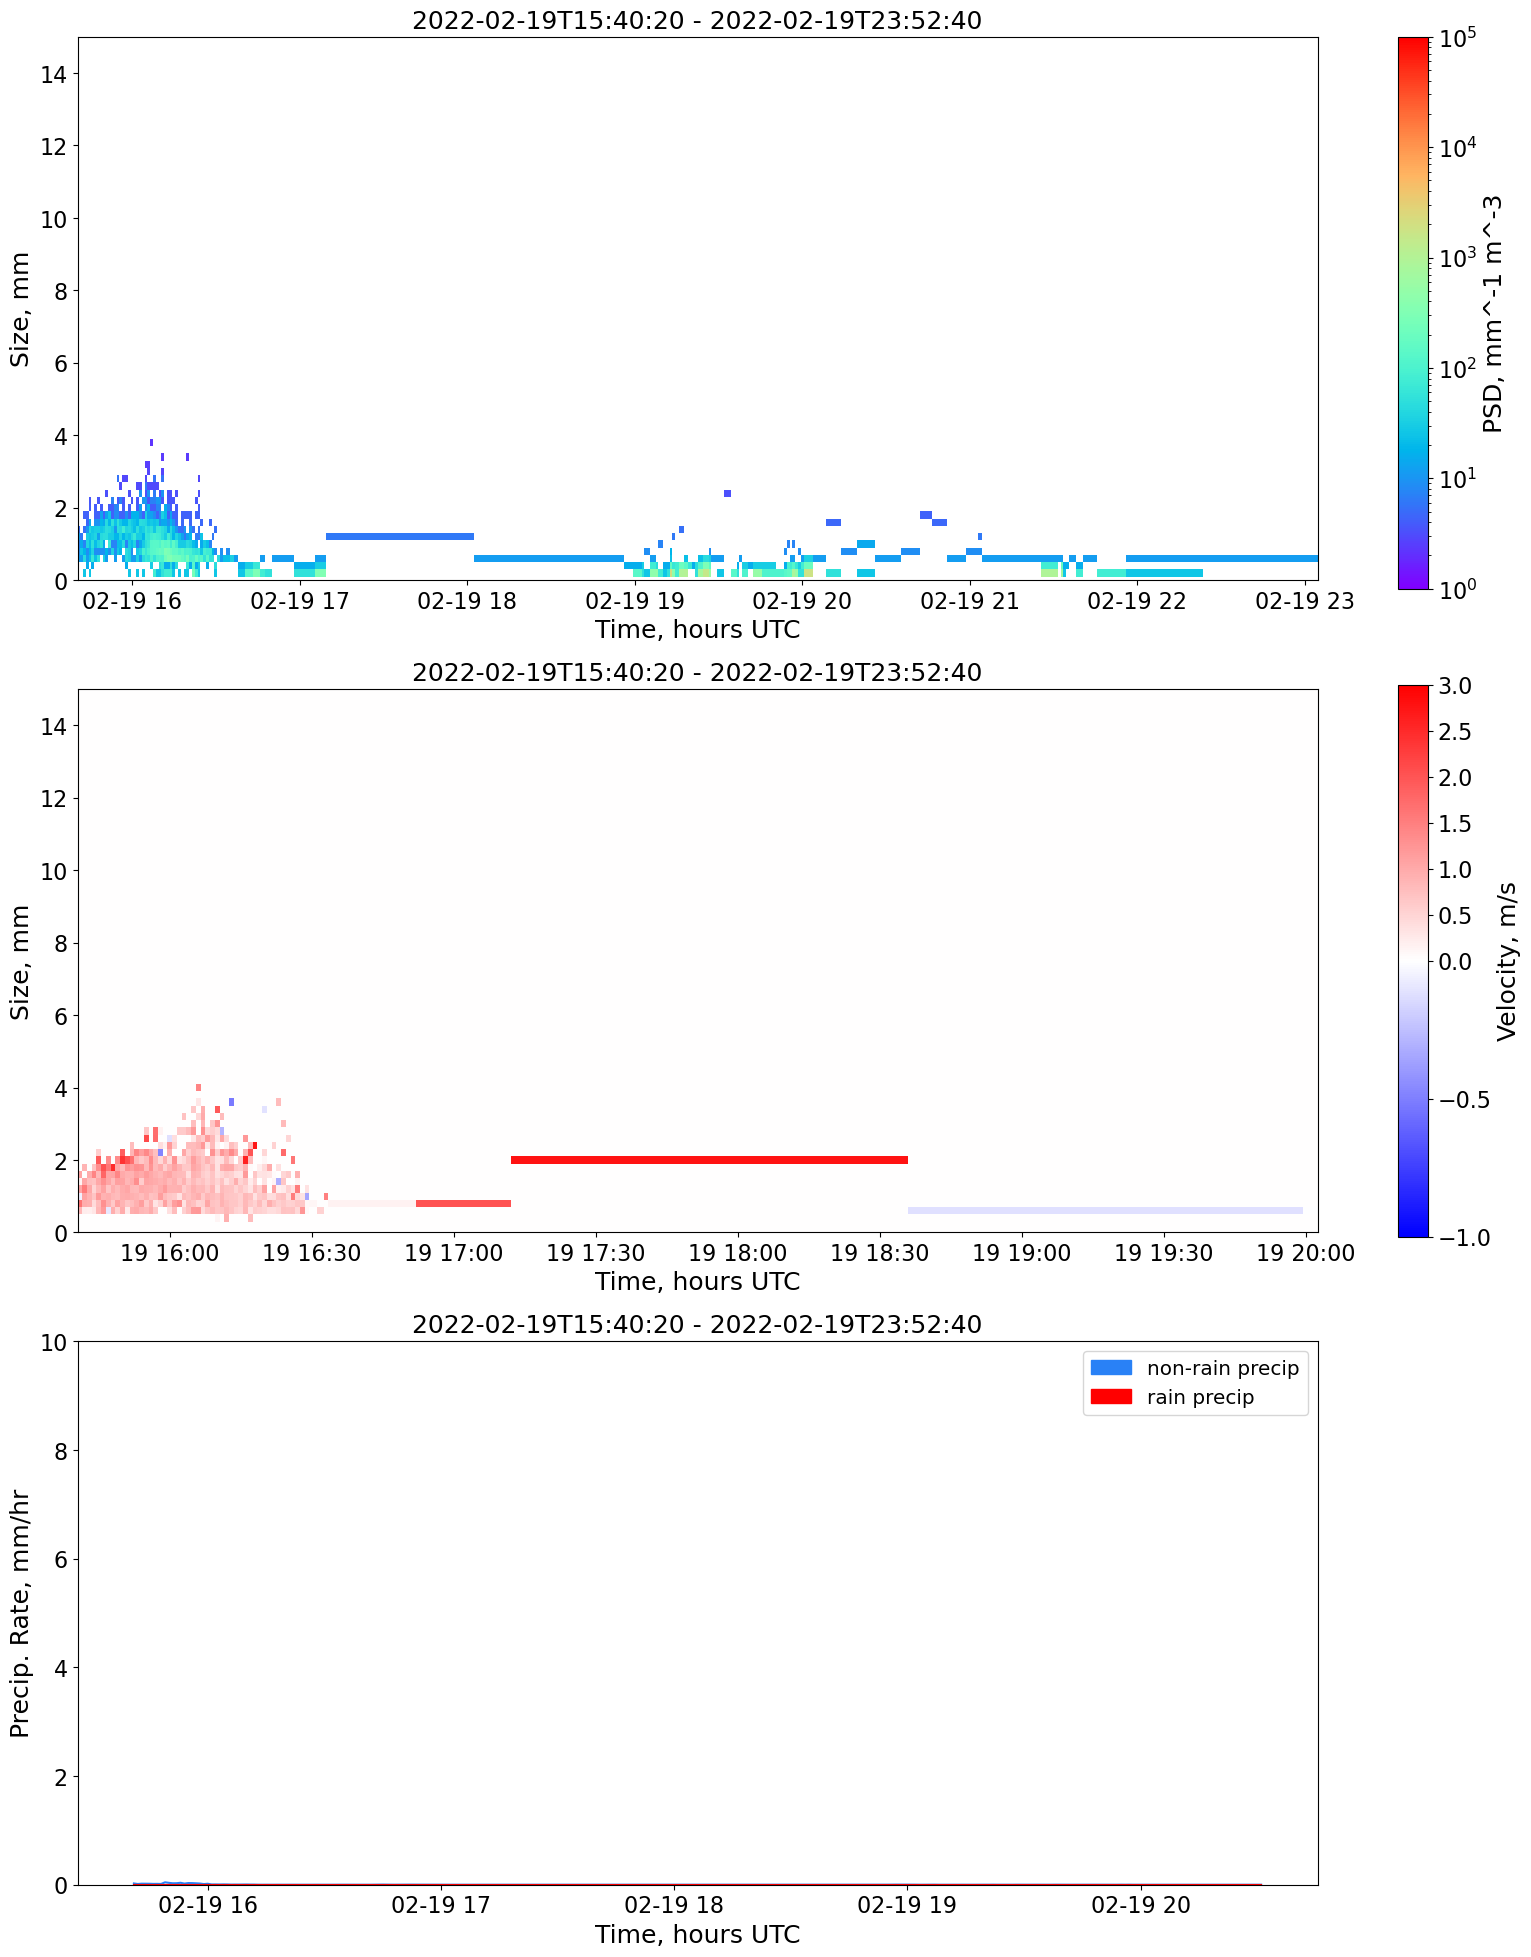 2022-02-19T15:40:20 - 2022-02-19T23:52:40
14
12
10
8
6
4
2
0
Size, mm
02-19 16 02-19 17 02-19 18 02-19 19 02-19 20 02-19 21 02-19 22 02-19 23
Time, hours UTC
10^5
10^4
10^3
10^2
10^1
10^0
PSD, mm^-1 m^-3
2022-02-19T15:40:20 - 2022-02-19T23:52:40
14
12
10
8
6
4
2
0
Size, mm
19 16:00 19 16:30 19 17:00 19 17:30 19 18:00 19 18:30 19 19:00 19 19:30 19 20:00
Time, hours UTC
3.0
2.5
2.0
1.5
1.0
0.5
0.0
−0.5
−1.0
Velocity, m/s
2022-02-19T15:40:20 - 2022-02-19T23:52:40
10
8
6
4
2
0
Precip. Rate, mm/hr
non-rain precip
rain precip
02-19 16 02-19 17 02-19 18 02-19 19 02-19 20
Time, hours UTC